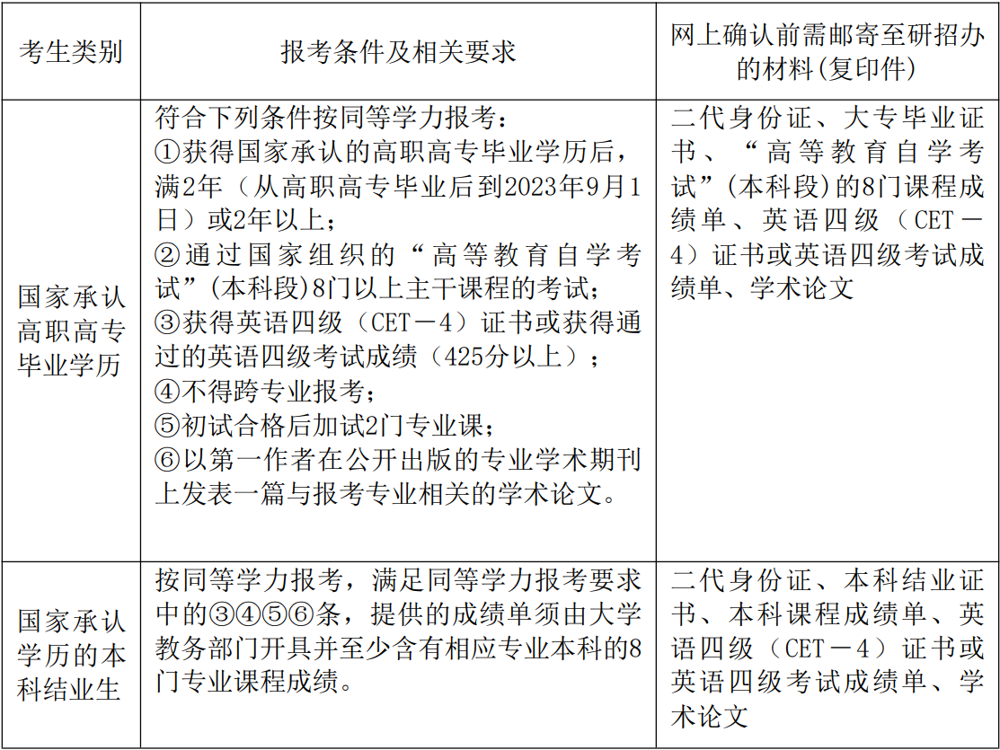 考生类别
报考条件及相关要求
网上确认前需邮寄至研招办
的材料(复印件)
国家承认
高职高专
毕业学历
符合下列条件按同等学力报考：
①获得国家承认的高职高专毕业学历后，
满2年（从高职高专毕业后到2023年9月1
日）或2年以上；
②通过国家组织的“高等教育自学考
试”(本科段)8门以上主干课程的考试；
③获得英语四级（CET－4）证书或获得通
过的英语四级考试成绩（425分以上）；
④不得跨专业报考；
⑤初试合格后加试2门专业课；
⑥以第一作者在公开出版的专业学术期刊
上发表一篇与报考专业相关的学术论文。
二代身份证、大专毕业证
书、“高等教育自学考
试”(本科段)的8门课程成
绩单、英语四级（CET－
4）证书或英语四级考试成
绩单、学术论文
国家承认
学历的本
科结业生
按同等学力报考，满足同等学力报考要求
中的③④⑤⑥条，提供的成绩单须由大学
教务部门开具并至少含有相应专业本科的8
门专业课程成绩。
二代身份证、本科结业证
书、本科课程成绩单、英
语四级（CET－4）证书或
英语四级考试成绩单、学
术论文